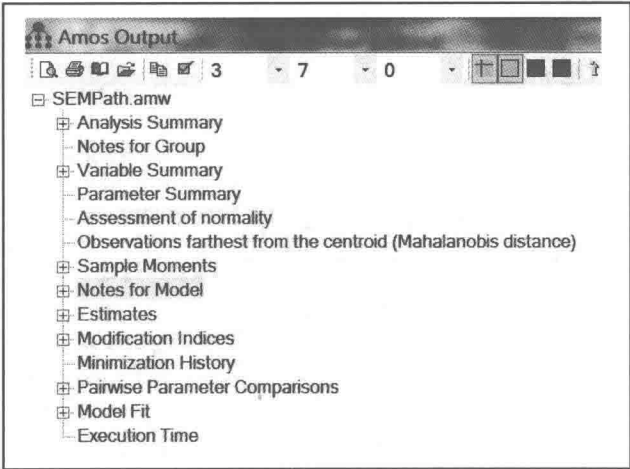 Amos Output
3 7 0
SEMPath.amw
Analysis Summary
Notes for Group
Variable Summary
Parameter Summary
Assessment of normality
Observations farthest from the centroid (Mahalanobis distance)
Sample Moments
Notes for Model
Estimates
Modification Indices
Minimization History
Pairwise Parameter Comparisons
Model Fit
Execution Time